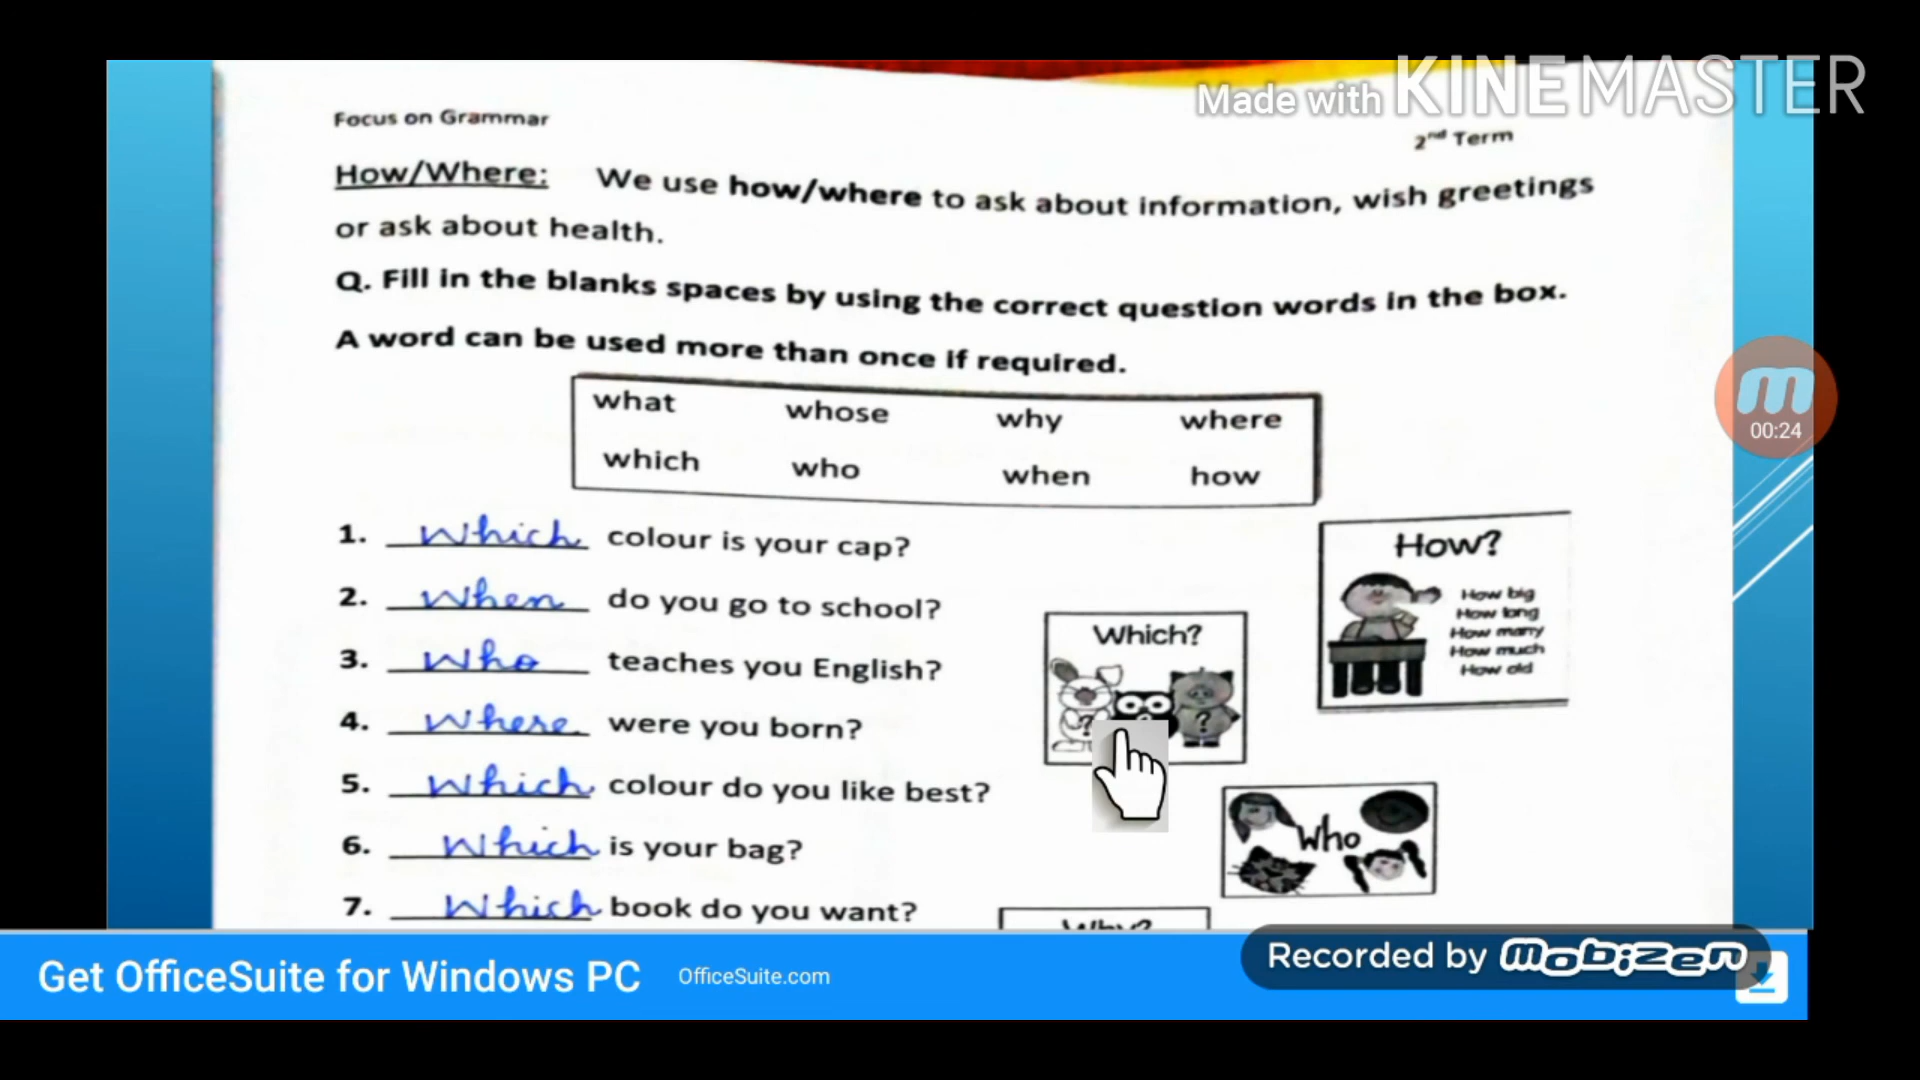 Made with KINEMASTER
Focus on Grammar
2nd Term
How/Where: We use how/where to ask about information, wish greetings
or ask about health.
Q. Fill in the blanks spaces by using the correct question words in the box.
A word can be used more than once if required.
what whose why where
which who when how
1. Which colour is your cap?
2. When do you go to school?
3. Who teaches you English?
4. Where were you born?
5. Which colour do you like best?
6. Which is your bag?
7. Which book do you want?
How?
How big
How long
How many
How much
How old
Which?
? ?
Who
Why?
00:24
Get OfficeSuite for Windows PC OfficeSuite.com
Recorded by mobizen